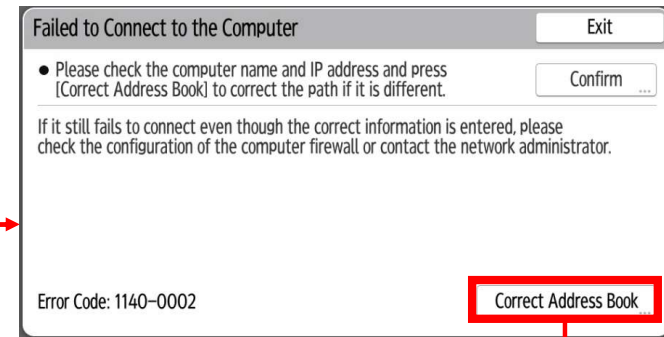 Failed to Connect to the Computer
Exit
● Please check the computer name and IP address and press
[Correct Address Book] to correct the path if it is different.
Confirm ...
If it still fails to connect even though the correct information is entered, please
check the configuration of the computer firewall or contact the network administrator.
Error Code: 1140-0002
Correct Address Book ...